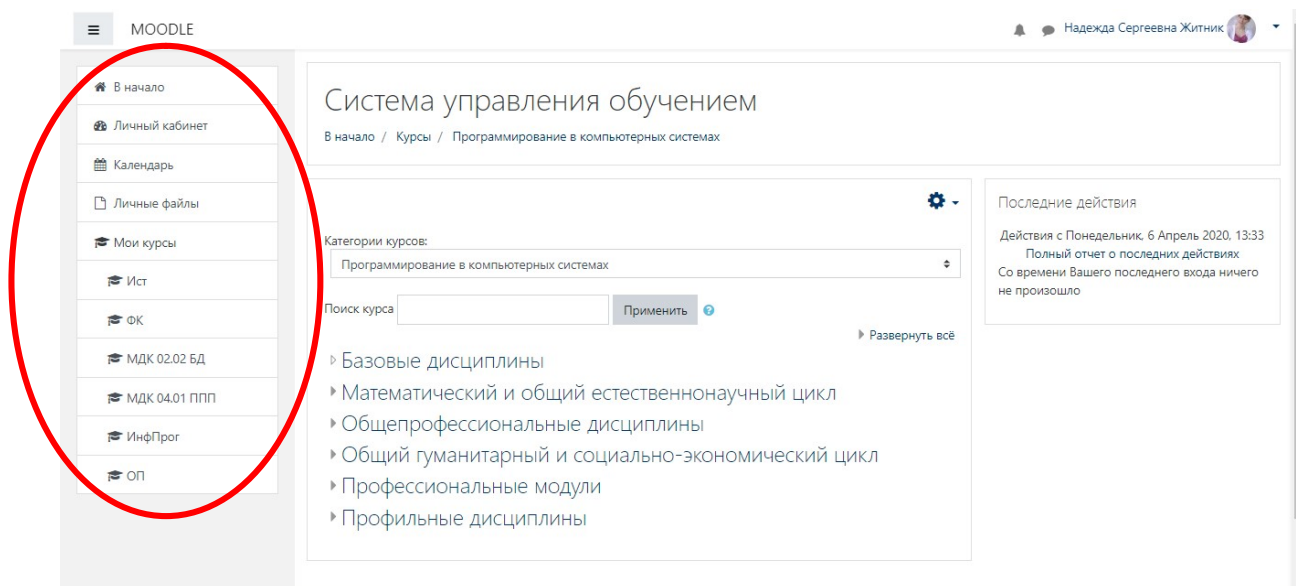 MOODLE
Надежда Сергеевна Житник
В начало
Личный кабинет
Календарь
Личные файлы
Мои курсы
Ист
ФК
МДК 02.02 БД
МДК 04.01 ППП
ИнфПрог
ОП
Система управления обучением
В начало / Курсы / Программирование в компьютерных системах
Категории курсов:
Программирование в компьютерных системах
Поиск курса
Применить
Развернуть всё
Базовые дисциплины
Математический и общий естественнонаучный цикл
Общепрофессиональные дисциплины
Общий гуманитарный и социально-экономический цикл
Профессиональные модули
Профильные дисциплины
Последние действия
Действия с Понедельник, 6 Апрель 2020, 13:33
Полный отчет о последних действиях
Со времени Вашего последнего входа ничего
не произошло